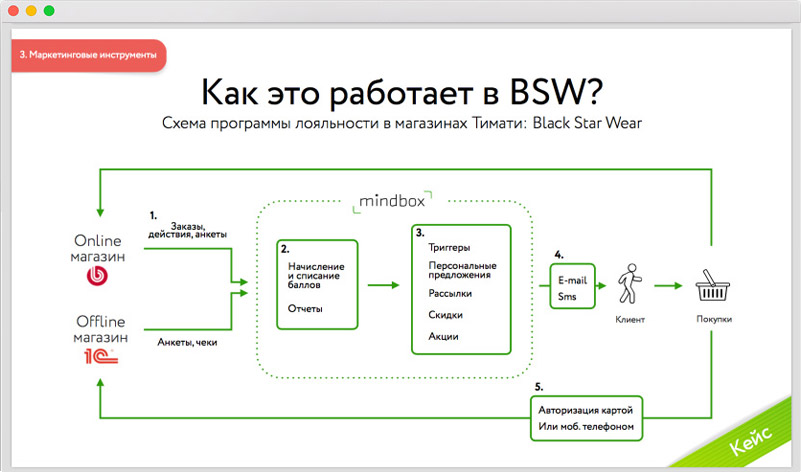 3. Маркетинговые инструменты
Как это работает в BSW?
Схема программы лояльности в магазинах Тимати: Black Star Wear
mindbox
1.
Заказы,
действия, анкеты
Online
магазин
Offline
магазин
1C
Анкеты, чеки
2.
Начисление
и списание
баллов
Отчеты
3.
Триггеры
Персональные
предложения
Рассылки
Скидки
Акции
4.
E-mail
Sms
Клиент
Покупки
5.
Авторизация картой
Или моб. телефоном
Кейс